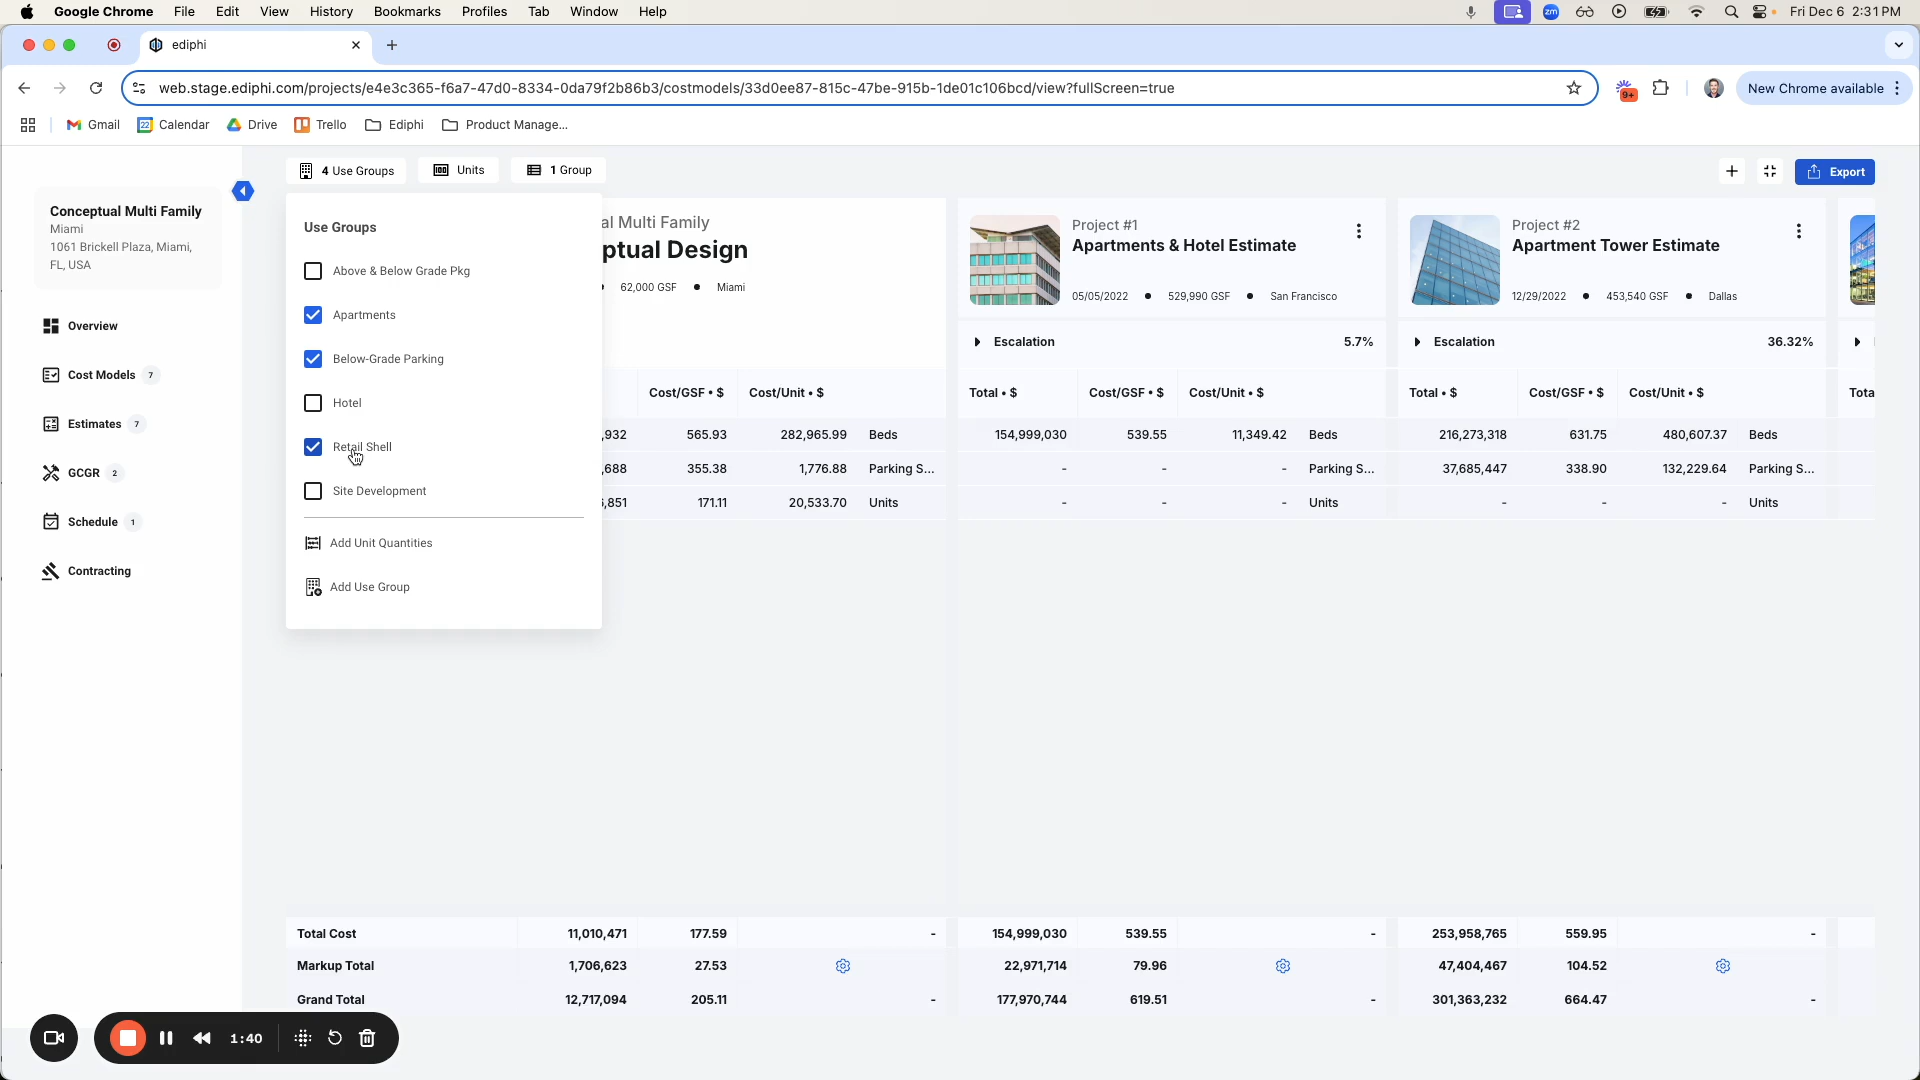 Google Chrome File Edit View History Bookmarks Profiles Tab Window Help
zm Fri Dec 6 2:31 PM
ediphi
web.stage.ediphi.com/projects/e4e3c365-f6a7-47d0-8334-0da79f2b86b3/costmodels/33d0ee87-815c-47be-915b-1de01c106bcd/view?fullScreen=true
9+
New Chrome available
Gmail 22 Calendar Drive Trello Ediphi Product Manage...
4 Use Groups Units 1 Group
Export
Conceptual Multi Family
Miami
1061 Brickell Plaza, Miami,
FL, USA
Overview
Cost Models 7
Estimates 7
GCGR 2
Schedule 1
Contracting
Use Groups
Above & Below Grade Pkg
Apartments
Below-Grade Parking
Hotel
Retail Shell
Site Development
Add Unit Quantities
Add Use Group
al Multi Family
ptual Design
62,000 GSF • Miami
Project #1
Apartments & Hotel Estimate
05/05/2022 • 529,990 GSF • San Francisco
Project #2
Apartment Tower Estimate
12/29/2022 • 453,540 GSF • Dallas
Escalation 5.7%
Escalation 36.32%
Cost/GSF • $ Cost/Unit • $ Total • $ Cost/GSF • $ Cost/Unit • $ Total • $ Cost/GSF • $ Cost/Unit • $ Tota
,932 565.93 282,965.99 Beds 154,999,030 539.55 11,349.42 Beds 216,273,318 631.75 480,607.37 Beds
,688 355.38 1,776.88 Parking S... - - - Parking S... 37,685,447 338.90 132,229.64 Parking S...
,851 171.11 20,533.70 Units - - - Units - - - Units
Total Cost 11,010,471 177.59 - 154,999,030 539.55 - 253,958,765 559.95 -
Markup Total 1,706,623 27.53 22,971,714 79.96 47,404,467 104.52
Grand Total 12,717,094 205.11 - 177,970,744 619.51 - 301,363,232 664.47 -
1:40